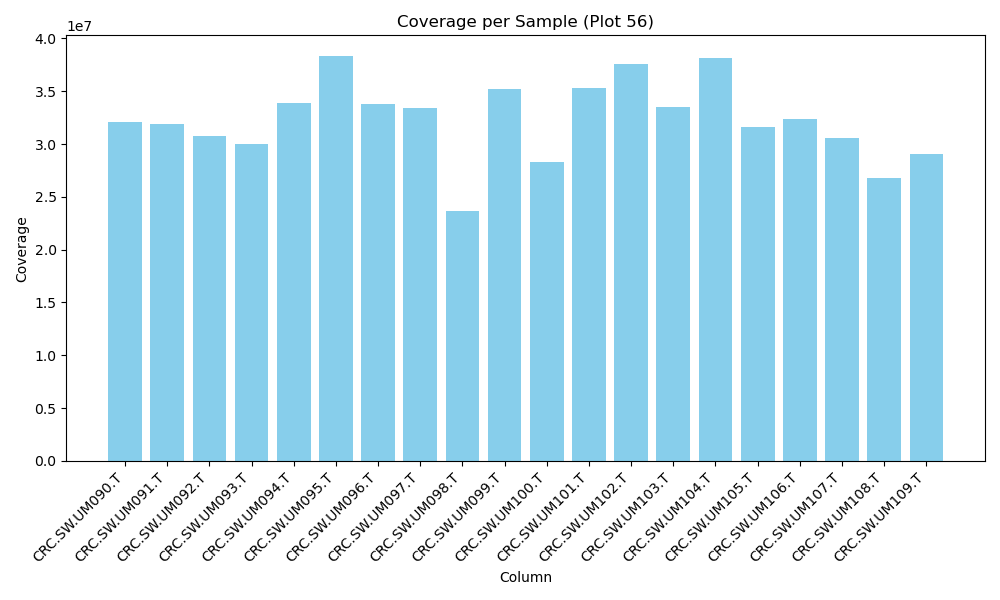 Coverage per Sample (Plot 56)
1e7
4.0
3.5
3.0
2.5
2.0
1.5
1.0
0.5
0.0
Coverage
CRC.SW.UM090.T
CRC.SW.UM091.T
CRC.SW.UM092.T
CRC.SW.UM093.T
CRC.SW.UM094.T
CRC.SW.UM095.T
CRC.SW.UM096.T
CRC.SW.UM097.T
CRC.SW.UM098.T
CRC.SW.UM099.T
CRC.SW.UM100.T
CRC.SW.UM101.T
CRC.SW.UM102.T
CRC.SW.UM103.T
CRC.SW.UM104.T
CRC.SW.UM105.T
CRC.SW.UM106.T
CRC.SW.UM107.T
CRC.SW.UM108.T
CRC.SW.UM109.T
Column